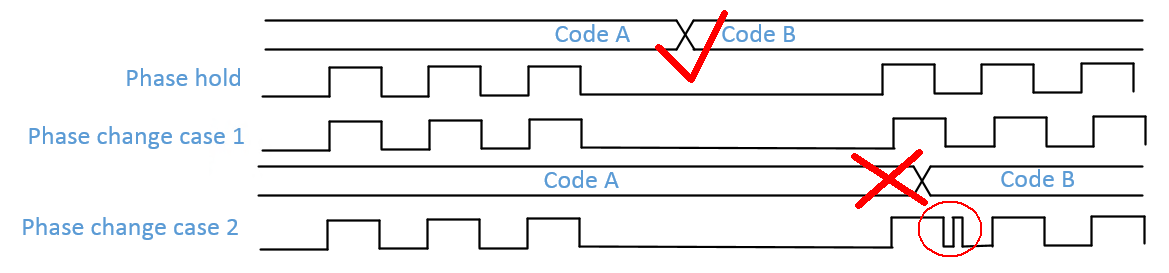 Code A Code B
Phase hold
Phase change case 1
Code A Code B
Phase change case 2